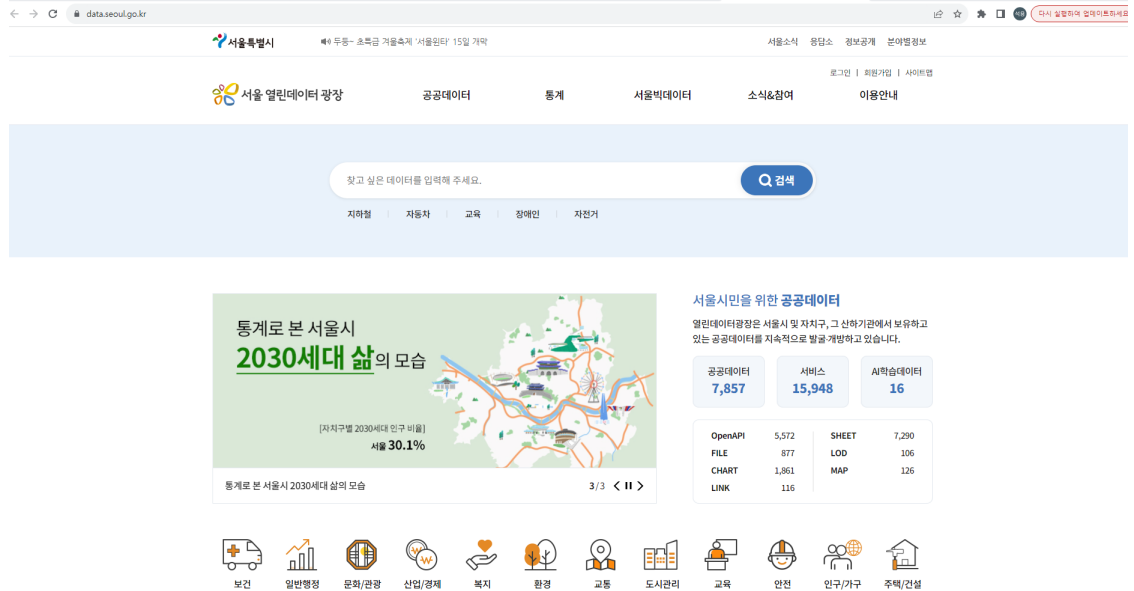 data.seoul.go.kr
서울
다시 실행하여 업데이트하세요
서울특별시
두둥~ 초특급 겨울축제 '서울윈타' 15일 개막
서울소식 응답소 정보공개 분야별정보
로그인 | 회원가입 | 사이트맵
서울 열린데이터 광장
공공데이터 통계 서울빅데이터 소식&참여 이용안내
찾고 싶은 데이터를 입력해 주세요.
검색
지하철 자동차 교육 장애인 자전거
통계로 본 서울시
2030세대 삶의 모습
[자치구별 2030세대 인구 비율]
서울 30.1%
통계로 본 서울시 2030세대 삶의 모습
3/3
서울시민을 위한 공공데이터
열린데이터광장은 서울시 및 자치구, 그 산하기관에서 보유하고
있는 공공데이터를 지속적으로 발굴·개방하고 있습니다.
공공데이터 서비스 AI학습데이터
7,857 15,948 16
OpenAPI 5,572 SHEET 7,290
FILE 877 LOD 106
CHART 1,861 MAP 126
LINK 116
보건 일반행정 문화/관광 산업/경제 복지 환경 교통 도시관리 교육 안전 인구/가구 주택/건설